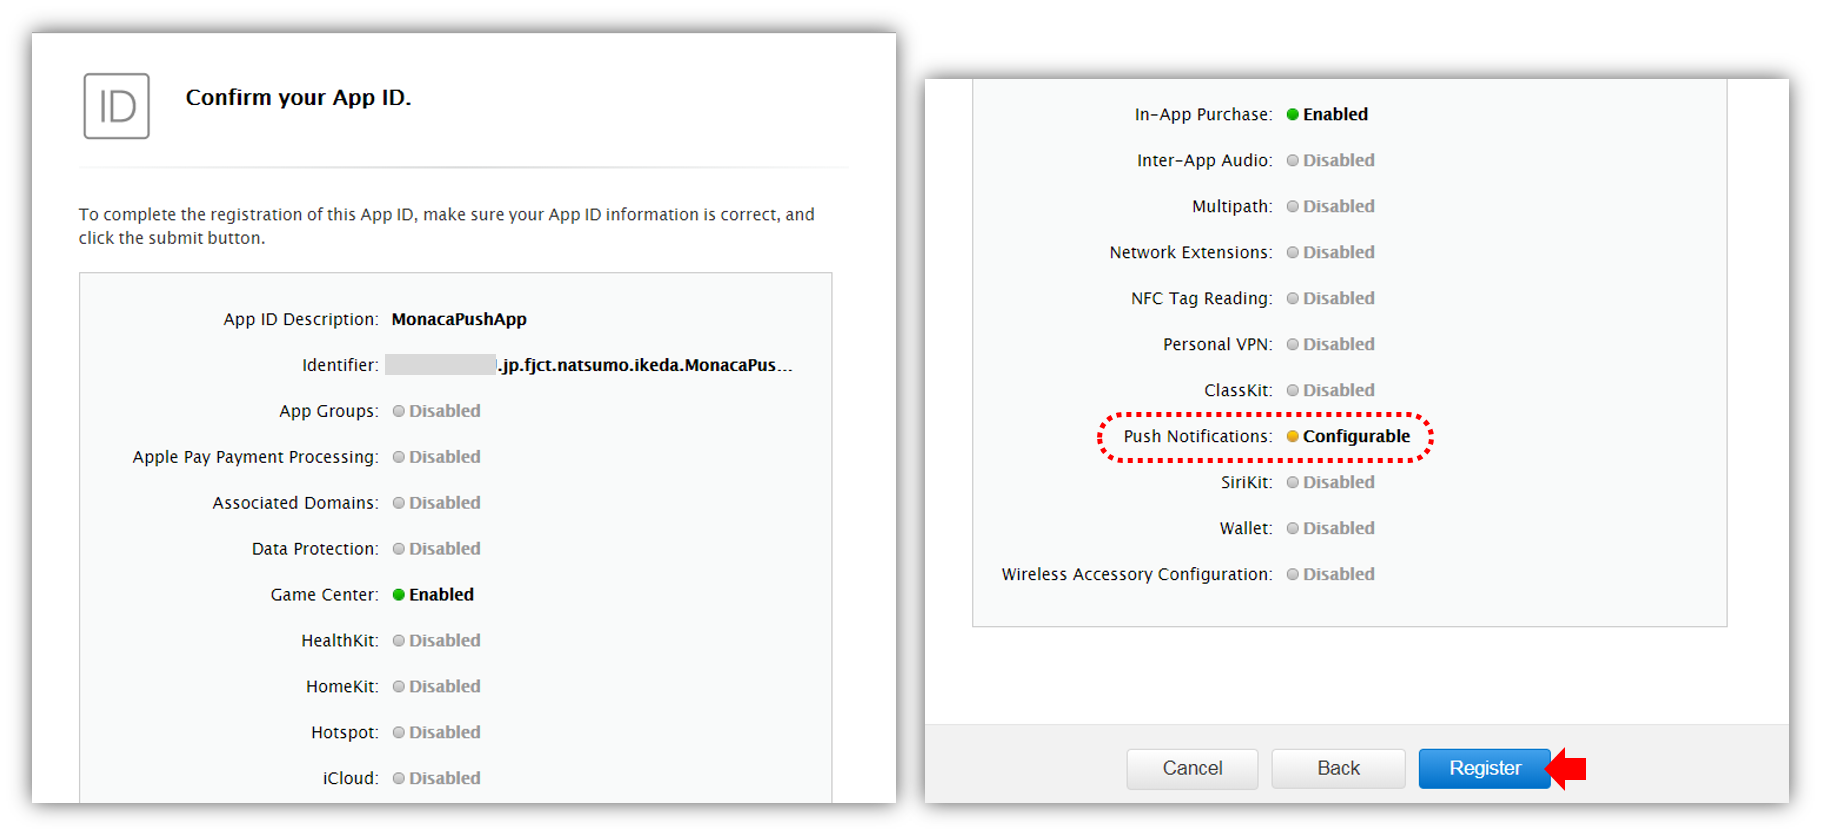 ID
Confirm your App ID.
To complete the registration of this App ID, make sure your App ID information is correct, and
click the submit button.
App ID Description: MonacaPushApp
Identifier: .jp.fjct.natsumo.ikeda.MonacaPus...
App Groups: Disabled
Apple Pay Payment Processing: Disabled
Associated Domains: Disabled
Data Protection: Disabled
Game Center: Enabled
HealthKit: Disabled
HomeKit: Disabled
Hotspot: Disabled
iCloud: Disabled
In-App Purchase: Enabled
Inter-App Audio: Disabled
Multipath: Disabled
Network Extensions: Disabled
NFC Tag Reading: Disabled
Personal VPN: Disabled
ClassKit: Disabled
Push Notifications: Configurable
SiriKit: Disabled
Wallet: Disabled
Wireless Accessory Configuration: Disabled
Cancel
Back
Register